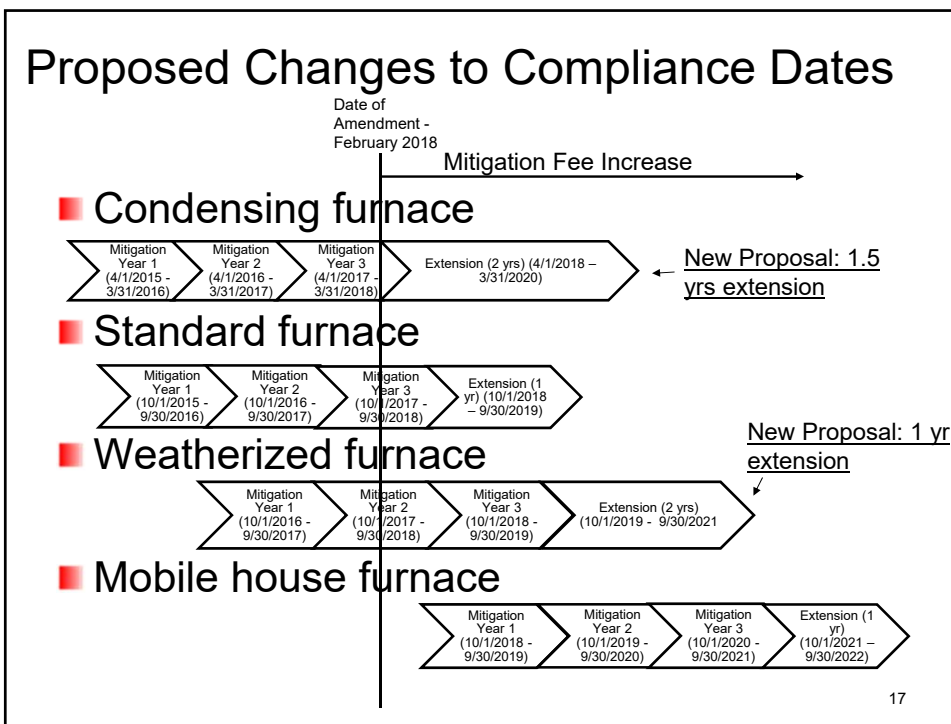 Proposed Changes to Compliance Dates
Date of
Amendment -
February 2018
Mitigation Fee Increase
Condensing furnace
Mitigation
Year 1
(4/1/2015 -
3/31/2016)
Mitigation
Year 2
(4/1/2016 -
3/31/2017)
Mitigation
Year 3
(4/1/2017 -
3/31/2018)
Extension (2 yrs) (4/1/2018 –
3/31/2020)
New Proposal: 1.5
yrs extension
Standard furnace
Mitigation
Year 1
(10/1/2015 -
9/30/2016)
Mitigation
Year 2
(10/1/2016 -
9/30/2017)
Mitigation
Year 3
(10/1/2017 -
9/30/2018)
Extension (1
yr) (10/1/2018
– 9/30/2019)
Weatherized furnace
New Proposal: 1 yr
extension
Mitigation
Year 1
(10/1/2016 -
9/30/2017)
Mitigation
Year 2
(10/1/2017 -
9/30/2018)
Mitigation
Year 3
(10/1/2018 -
9/30/2019)
Extension (2 yrs)
(10/1/2019 - 9/30/2021
Mobile house furnace
Mitigation
Year 1
(10/1/2018 -
9/30/2019)
Mitigation
Year 2
(10/1/2019 -
9/30/2020)
Mitigation
Year 3
(10/1/2020 -
9/30/2021)
Extension (1
yr)
(10/1/2021 –
9/30/2022)
17